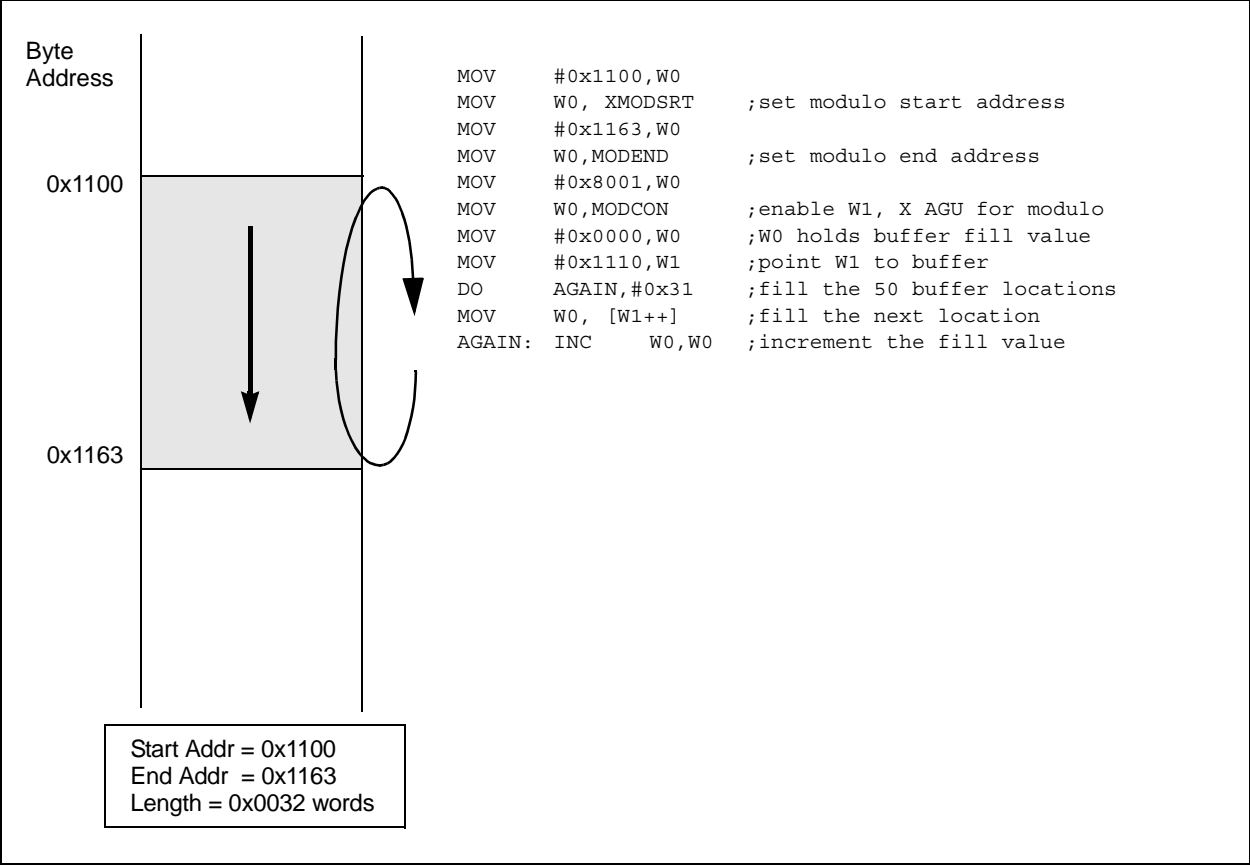 Byte
Address
0x1100
0x1163
MOV #0x1100,W0
MOV W0, XMODSRT ;set modulo start address
MOV #0x1163,W0
MOV W0,MODEND ;set modulo end address
MOV #0x8001,W0
MOV W0,MODCON ;enable W1, X AGU for modulo
MOV #0x0000,W0 ;W0 holds buffer fill value
MOV #0x1110,W1 ;point W1 to buffer
DO AGAIN,#0x31 ;fill the 50 buffer locations
MOV W0, [W1++] ;fill the next location
AGAIN: INC W0,W0 ;increment the fill value
Start Addr = 0x1100
End Addr = 0x1163
Length = 0x0032 words